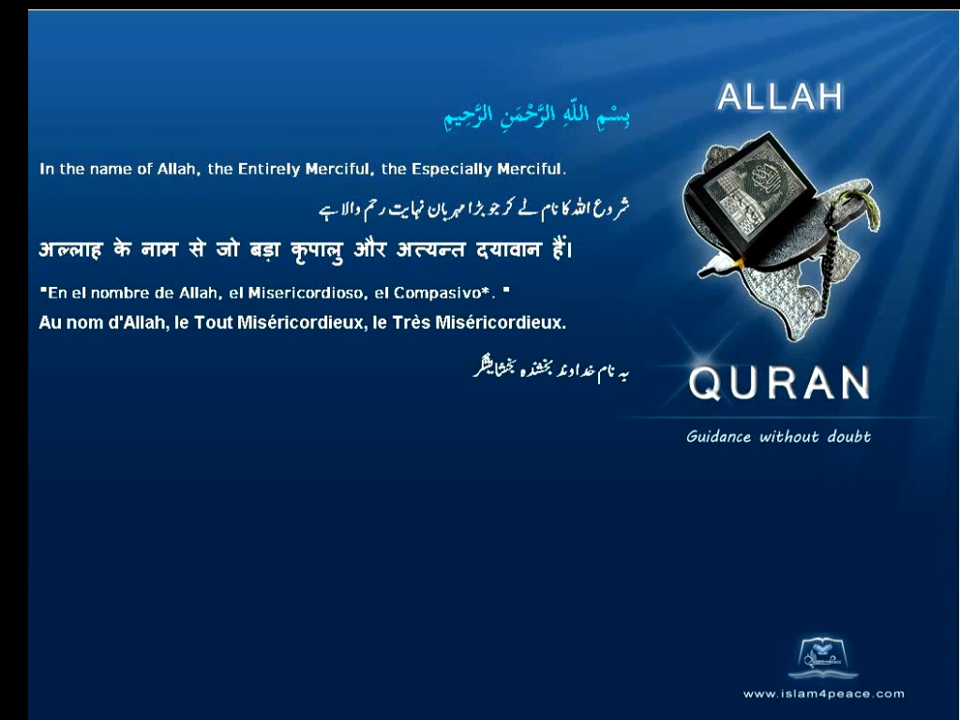 بِسْمِ اللّهِ الرَّحْمَنِ الرَّحِيمِ
In the name of Allah, the Entirely Merciful, the Especially Merciful.
شروع الله کا نام لے کر جو بڑا مہربان نہایت رحم والا ہے
अल्लाह के नाम से जो बड़ा कृपालु और अत्यन्त दयावान हैं।
"En el nombre de Allah, el Misericordioso, el Compasivo*. "
Au nom d'Allah, le Tout Miséricordieux, le Très Miséricordieux.
به نام خداوند بخشنده بخشایشگر
ALLAH
QURAN
Guidance without doubt
www.islam4peace.com